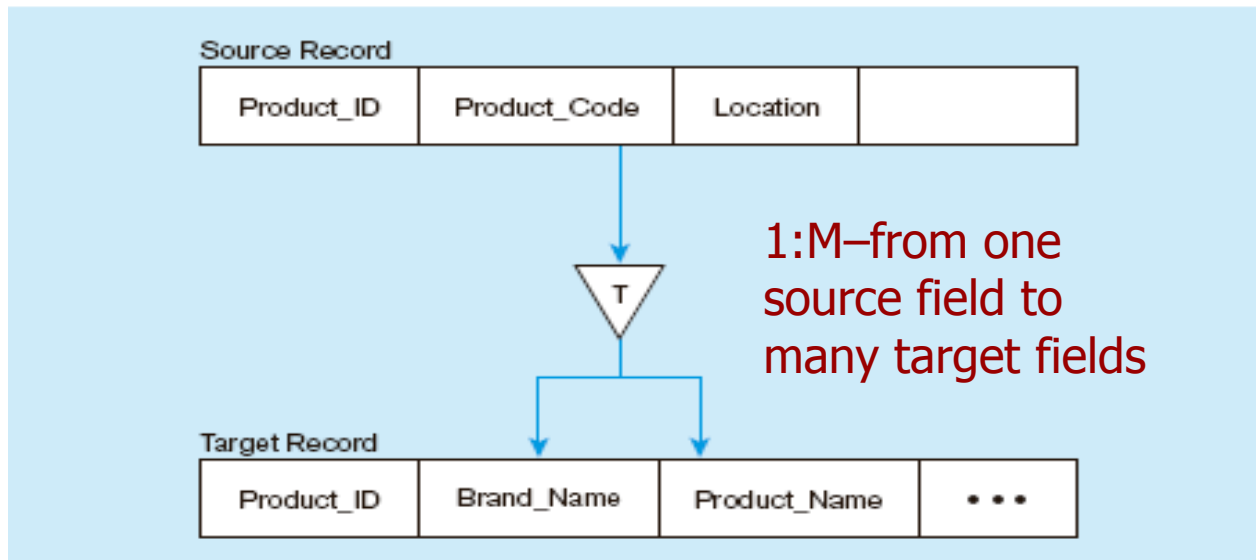 Source Record
Product_ID Product_Code Location
T
1:M–from one
source field to
many target fields
Target Record
Product_ID Brand_Name Product_Name •••